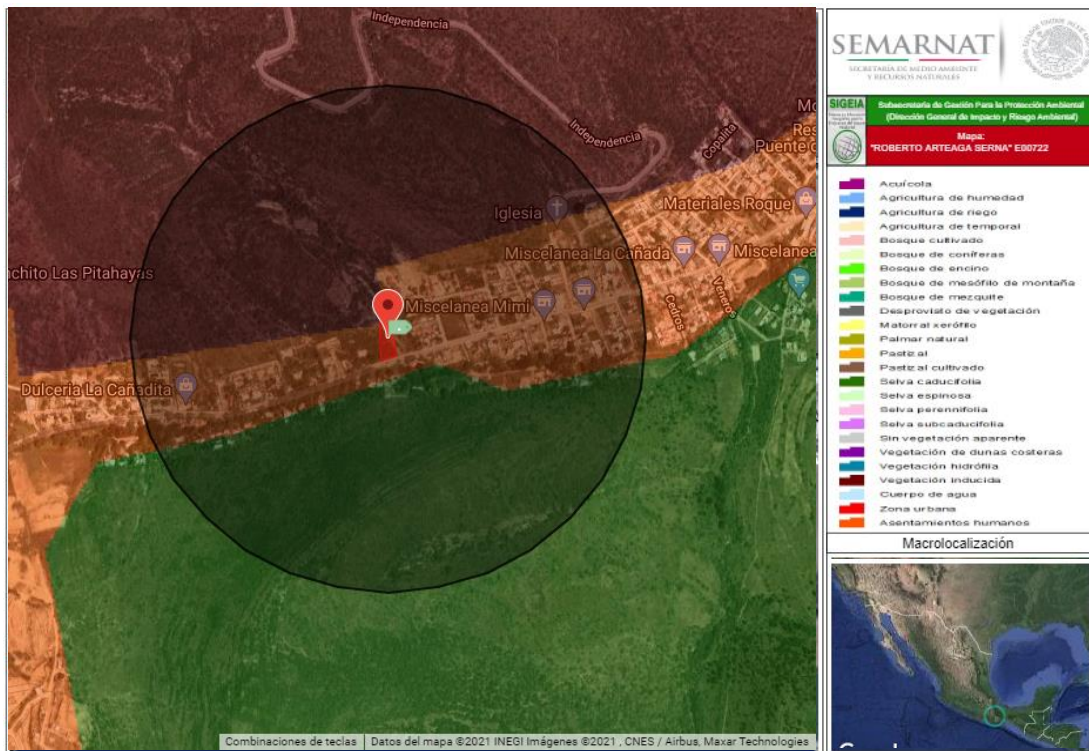 Independencia
Independencia
Copalita
Mo
Res
Puente d
Iglesia
Materiales Roque
Miscelanea La Cañada
Miscelanea
nchito Las Pitahayas
Miscelanea Mimi
Cedros
Veneros
Dulceria La Cañadita
Combinaciones de teclas
Datos del mapa ©2021 INEGI Imágenes ©2021 , CNES / Airbus, Maxar Technologies
SEMARNAT
SECRETARÍA DE MEDIO AMBIENTE
Y RECURSOS NATURALES
SIGEIA
Subsecretaría de Gestión Para la Protección Ambiental
(Dirección General de Impacto y Riesgo Ambiental)
Mapa:
"ROBERTO ARTEAGA SERNA" E00722
Acuícola
Agricultura de humedad
Agricultura de riego
Agricultura de temporal
Bosque cultivado
Bosque de coníferas
Bosque de encino
Bosque de mesófilo de montaña
Bosque de mezquite
Desprovisto de vegetación
Matorral xerófilo
Palmar natural
Pastizal
Pastizal cultivado
Selva caducifolia
Selva espinosa
Selva perennifolia
Selva subcaducifolia
Sin vegetación aparente
Vegetación de dunas costeras
Vegetación hidrófila
Vegetación inducida
Cuerpo de agua
Zona urbana
Asentamientos humanos
Macrolocalización